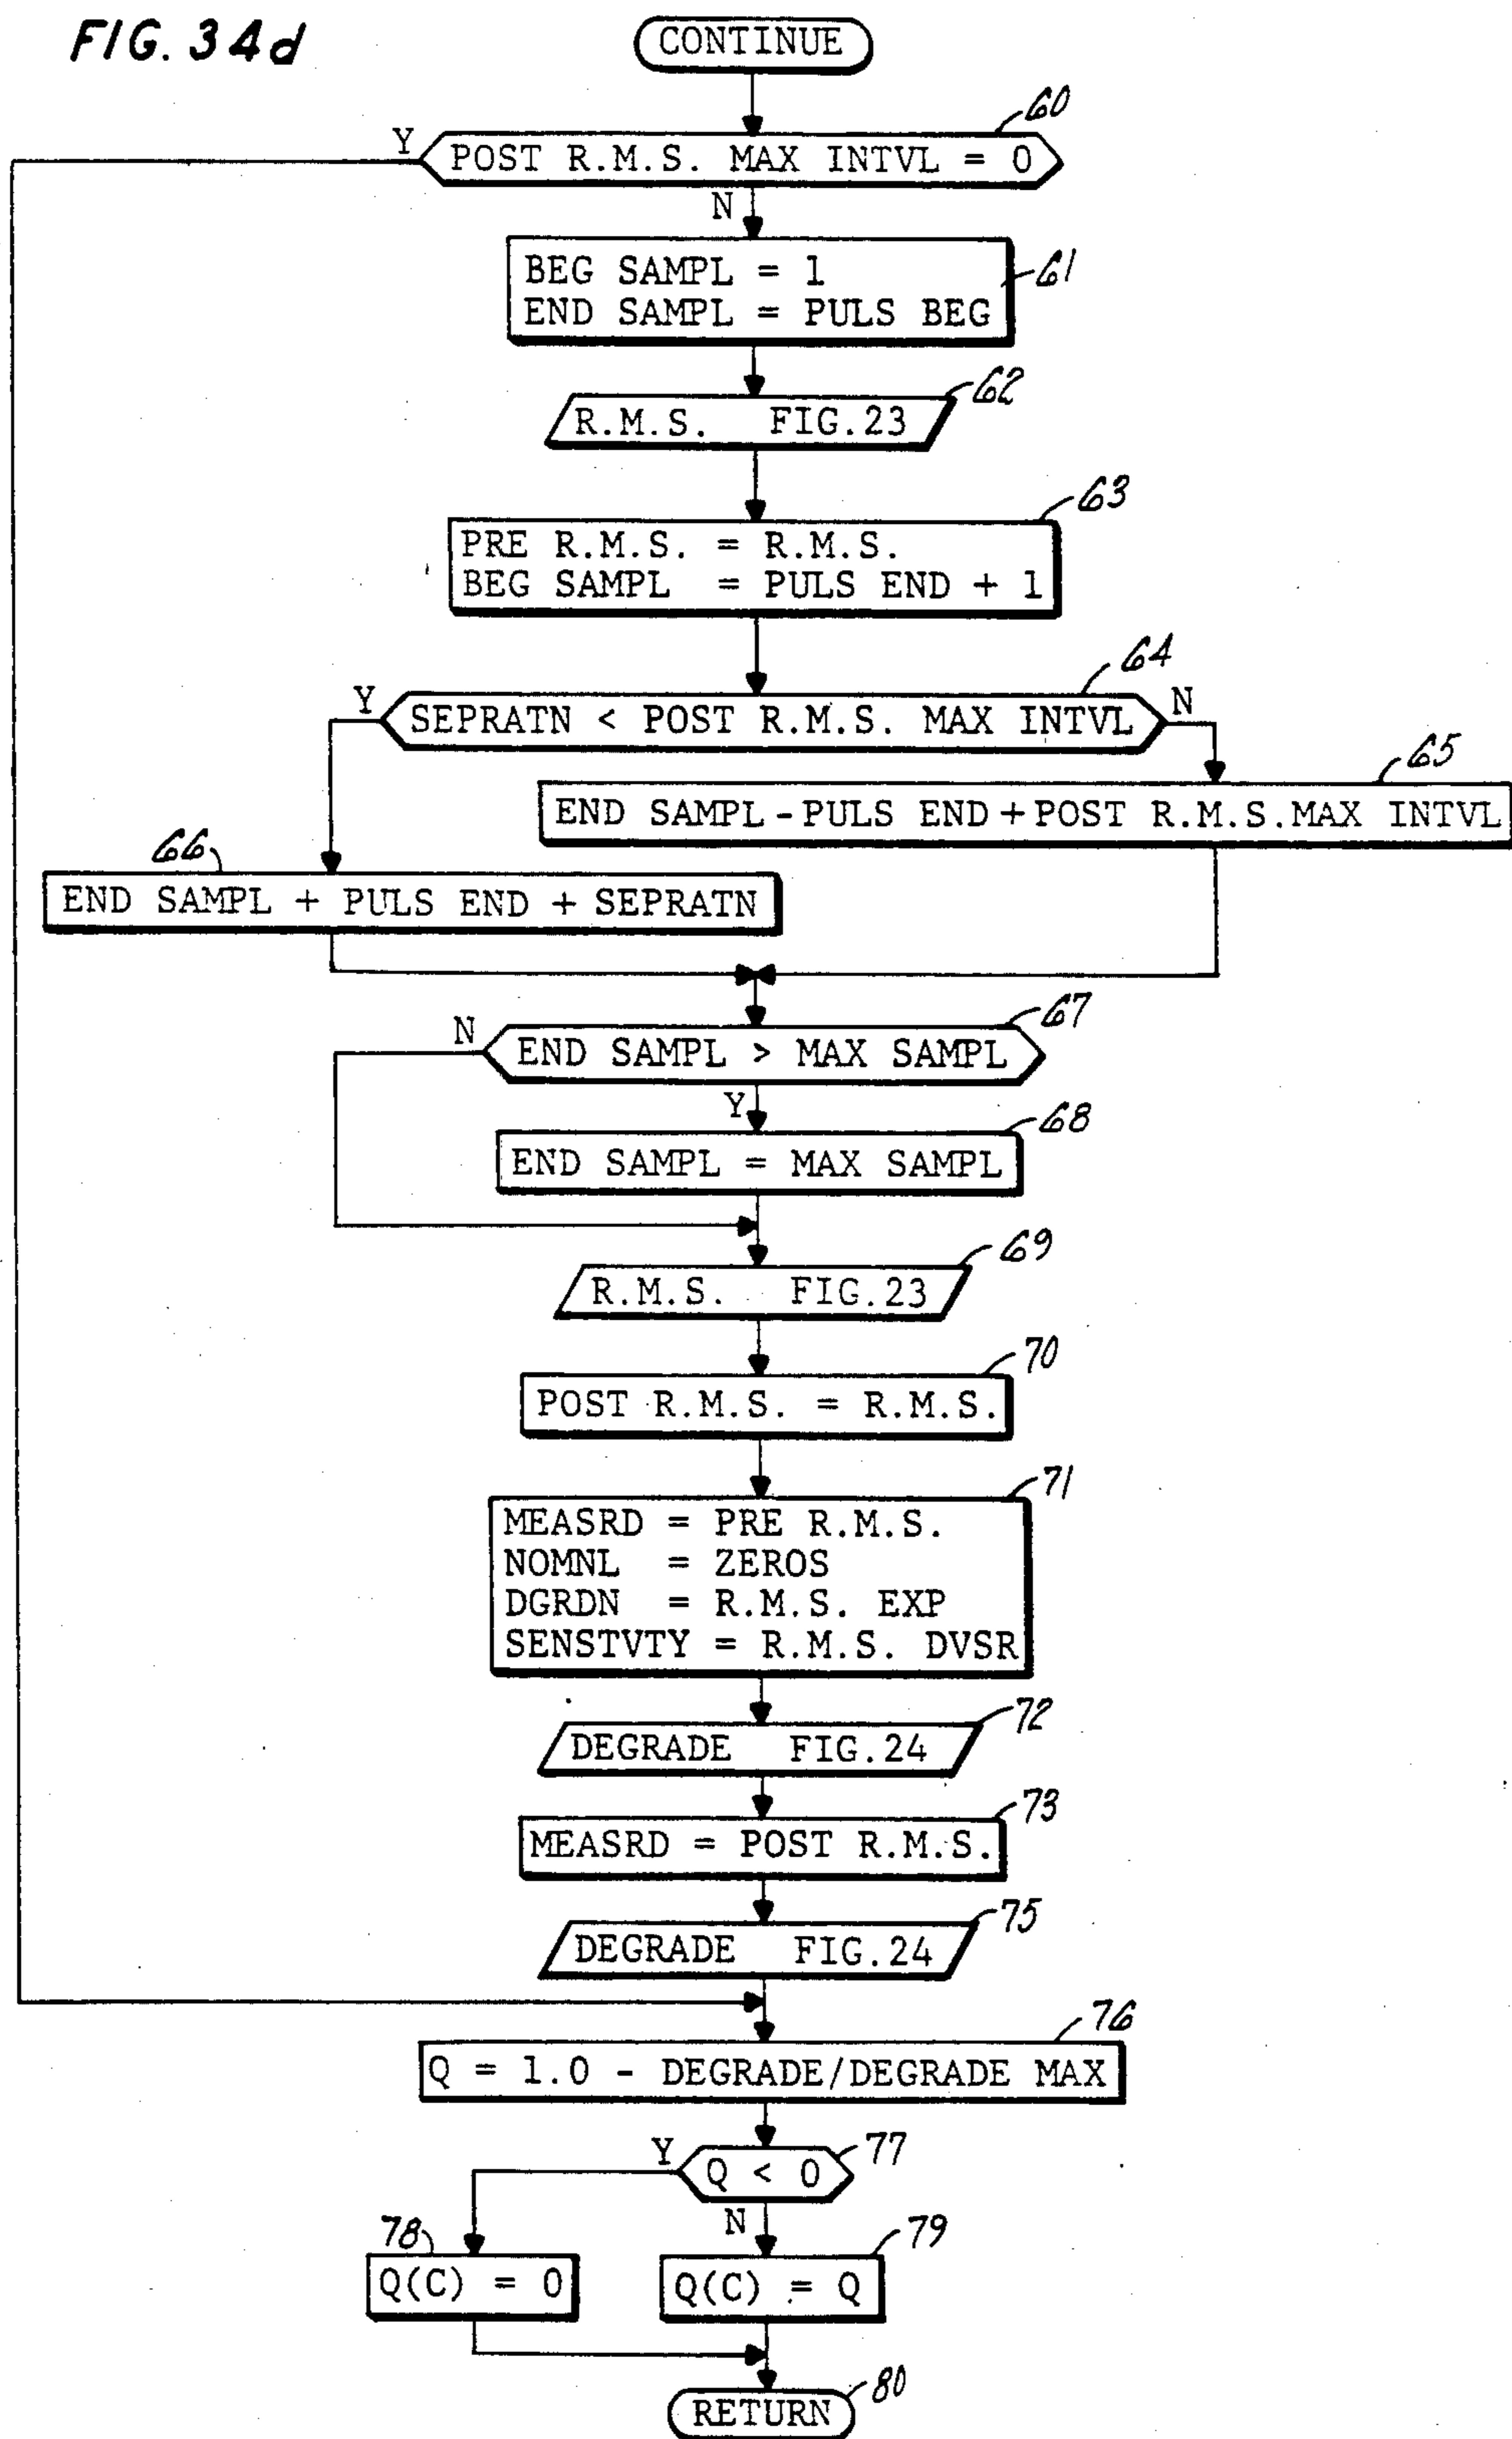 FIG. 34d
CONTINUE
60
Y
POST R.M.S. MAX INTVL = 0
N
61
BEG SAMPL = 1
END SAMPL = PULS BEG
62
R.M.S. FIG.23
63
PRE R.M.S. = R.M.S.
BEG SAMPL = PULS END + 1
64
Y
SEPRATN < POST R.M.S. MAX INTVL
N
65
END SAMPL - PULS END + POST R.M.S.MAX INTVL
66
END SAMPL + PULS END + SEPRATN
67
N
END SAMPL > MAX SAMPL
Y
68
END SAMPL = MAX SAMPL
69
R.M.S. FIG.23
70
POST R.M.S. = R.M.S.
71
MEASRD = PRE R.M.S.
NOMNL = ZEROS
DGRDN = R.M.S. EXP
SENSTVTY = R.M.S. DVSR
72
DEGRADE FIG.24
73
MEASRD = POST R.M.S.
75
DEGRADE FIG.24
76
Q = 1.0 - DEGRADE/DEGRADE MAX
77
Y
Q < 0
N
78
Q(C) = 0
79
Q(C) = Q
80
RETURN